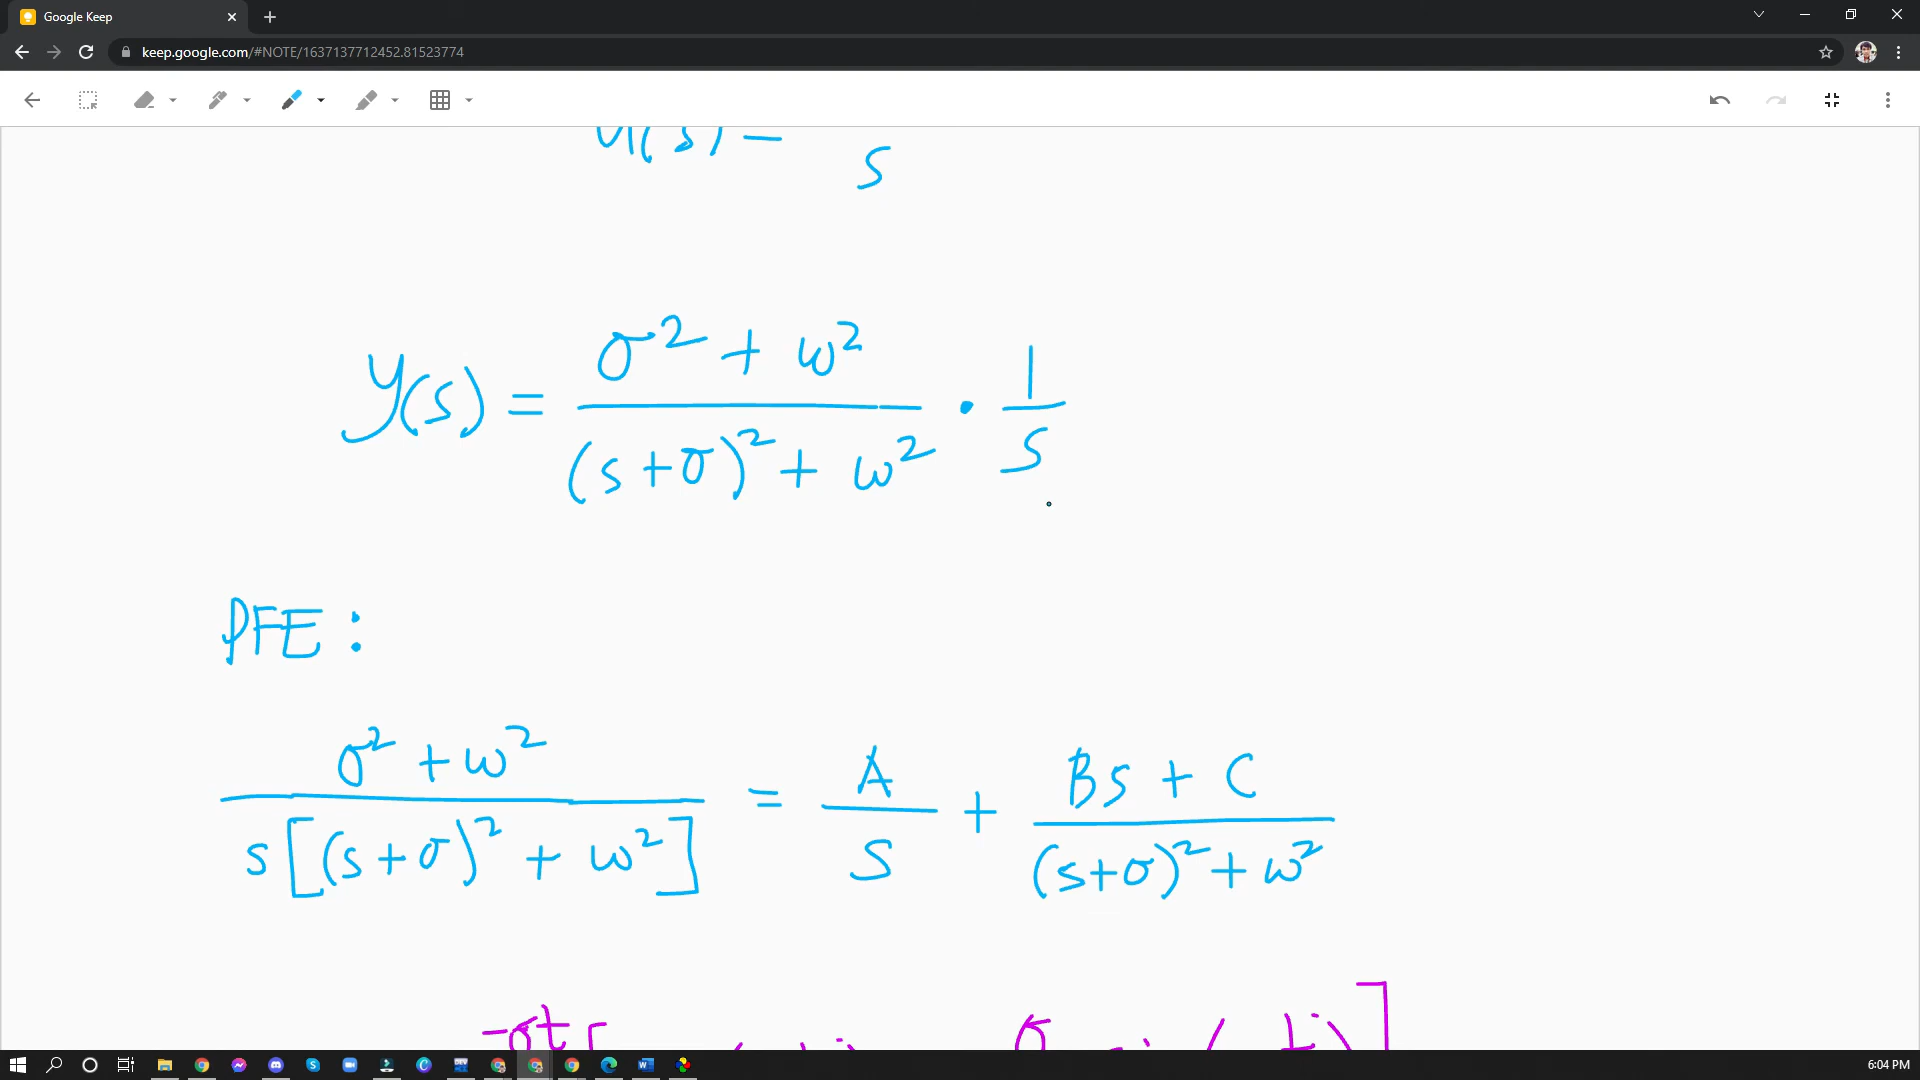 Google Keep
keep.google.com/#NOTE/1637137712452.81523774
U(s) = s
Y(s) = σ² + ω² / (s+σ)² + ω² · 1/s
PFE :
σ² + ω² / s[(s+σ)² + ω²] = A/s + Bs + C / (s+σ)² + ω²
6:04 PM